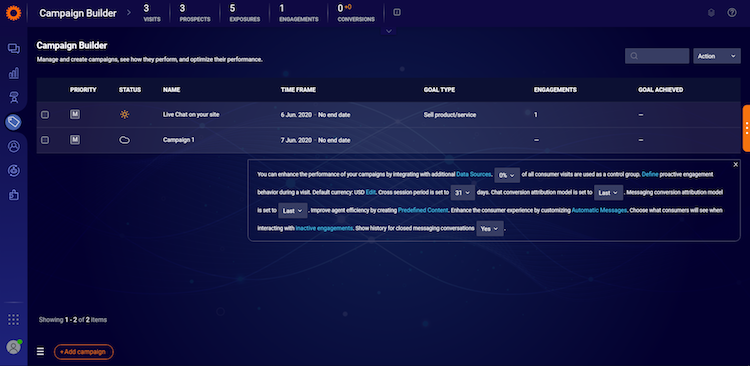 Campaign Builder
3
VISITS
3
PROSPECTS
5
EXPOSURES
1
ENGAGEMENTS
0 +0
CONVERSIONS
Campaign Builder
Manage and create campaigns, see how they perform, and optimize their performance.
Action
PRIORITY STATUS NAME TIME FRAME GOAL TYPE ENGAGEMENTS GOAL ACHIEVED
M Live Chat on your site 6 Jun. 2020 - No end date Sell product/service 1 –
M Campaign 1 7 Jun. 2020 - No end date – –
X
You can enhance the performance of your campaigns by integrating with additional Data Sources. 0% of all consumer visits are used as a control group. Define proactive engagement
behavior during a visit. Default currency: USD Edit. Cross session period is set to 31 days. Chat conversion attribution model is set to Last . Messaging conversion attribution model
is set to Last . Improve agent efficiency by creating Predefined Content. Enhance the consumer experience by customizing Automatic Messages. Choose what consumers will see when
interacting with inactive engagements. Show history for closed messaging conversations Yes .
Showing 1 - 2 of 2 items
+Add campaign